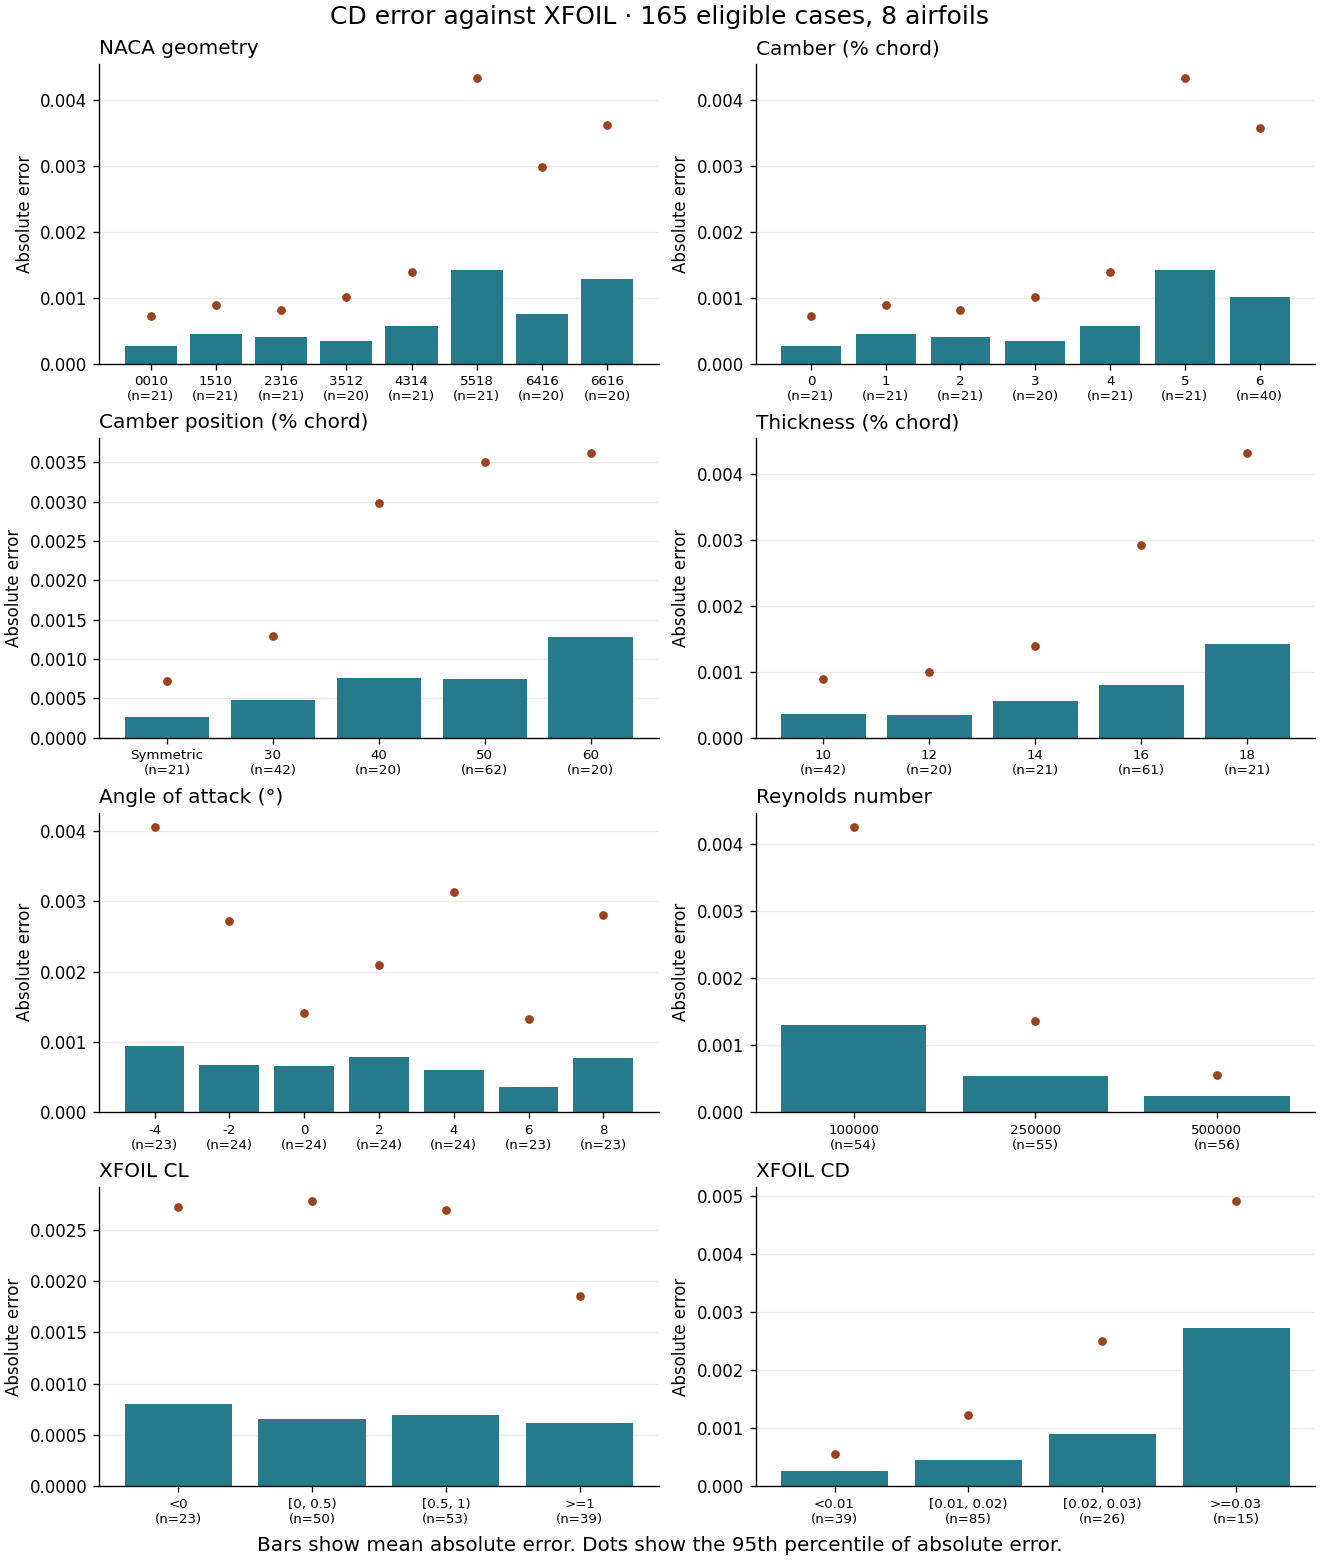 CD error against XFOIL · 165 eligible cases, 8 airfoils
NACA geometry
Absolute error
0.004
0.003
0.002
0.001
0.000
0010 1510 2316 3512 4314 5518 6416 6616
(n=21) (n=21) (n=21) (n=20) (n=21) (n=21) (n=20) (n=20)
Camber (% chord)
Absolute error
0.004
0.003
0.002
0.001
0.000
0 1 2 3 4 5 6
(n=21) (n=21) (n=21) (n=20) (n=21) (n=21) (n=40)
Camber position (% chord)
Absolute error
0.0035
0.0030
0.0025
0.0020
0.0015
0.0010
0.0005
0.0000
Symmetric 30 40 50 60
(n=21) (n=42) (n=20) (n=62) (n=20)
Thickness (% chord)
Absolute error
0.004
0.003
0.002
0.001
0.000
10 12 14 16 18
(n=42) (n=20) (n=21) (n=61) (n=21)
Angle of attack (°)
Absolute error
0.004
0.003
0.002
0.001
0.000
-4 -2 0 2 4 6 8
(n=23) (n=24) (n=24) (n=24) (n=24) (n=23) (n=23)
Reynolds number
Absolute error
0.004
0.003
0.002
0.001
0.000
100000 250000 500000
(n=54) (n=55) (n=56)
XFOIL CL
Absolute error
0.0025
0.0020
0.0015
0.0010
0.0005
0.0000
<0 [0, 0.5) [0.5, 1) >=1
(n=23) (n=50) (n=53) (n=39)
XFOIL CD
Absolute error
0.005
0.004
0.003
0.002
0.001
0.000
<0.01 [0.01, 0.02) [0.02, 0.03) >=0.03
(n=39) (n=85) (n=26) (n=15)
Bars show mean absolute error. Dots show the 95th percentile of absolute error.